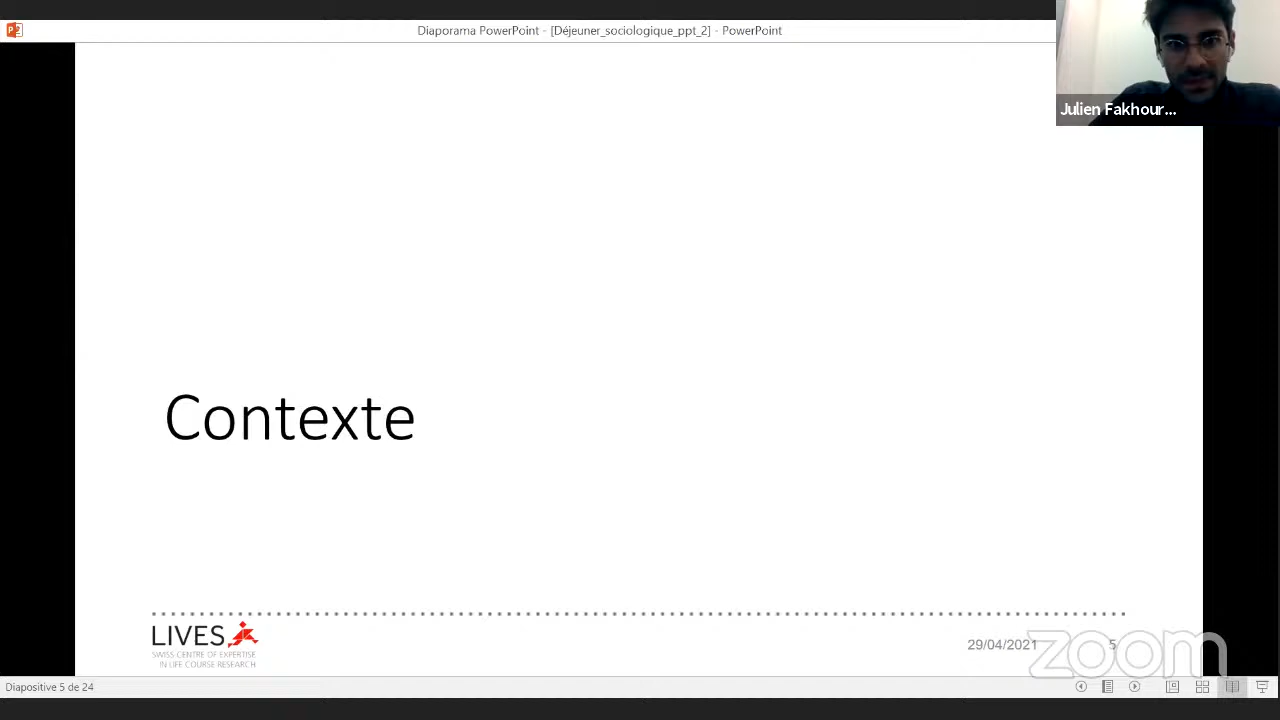 Diaporama PowerPoint - [Déjeuner_sociologique_ppt_2] - PowerPoint
Julien Fakhour...
Contexte
LIVES
SWISS CENTRE OF EXPERTISE
IN LIFE COURSE RESEARCH
29/04/2021
5
zoom
Diapositive 5 de 24